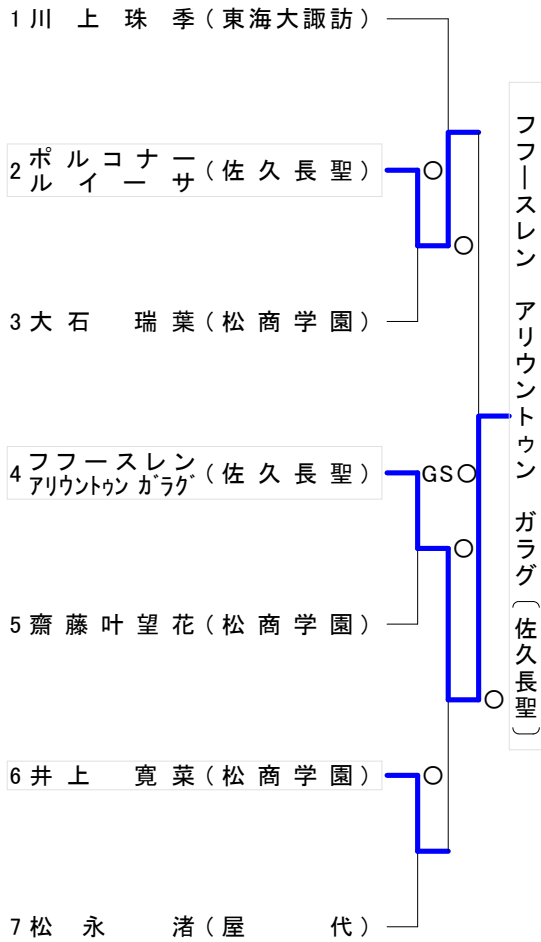 1 川上珠季 (東海大諏訪)
2 ポルコナールイーサ (佐久長聖)
○
○
3 大石 瑞葉 (松商学園)
4 フフースレン アリウントゥン ガラグ (佐久長聖)
GS○
○
5 齋藤叶望花 (松商学園)
○
6 井上 寛菜 (松商学園)
○
7 松永 渚 (屋代)
フフースレン アリウントゥン ガラグ (佐久長聖)